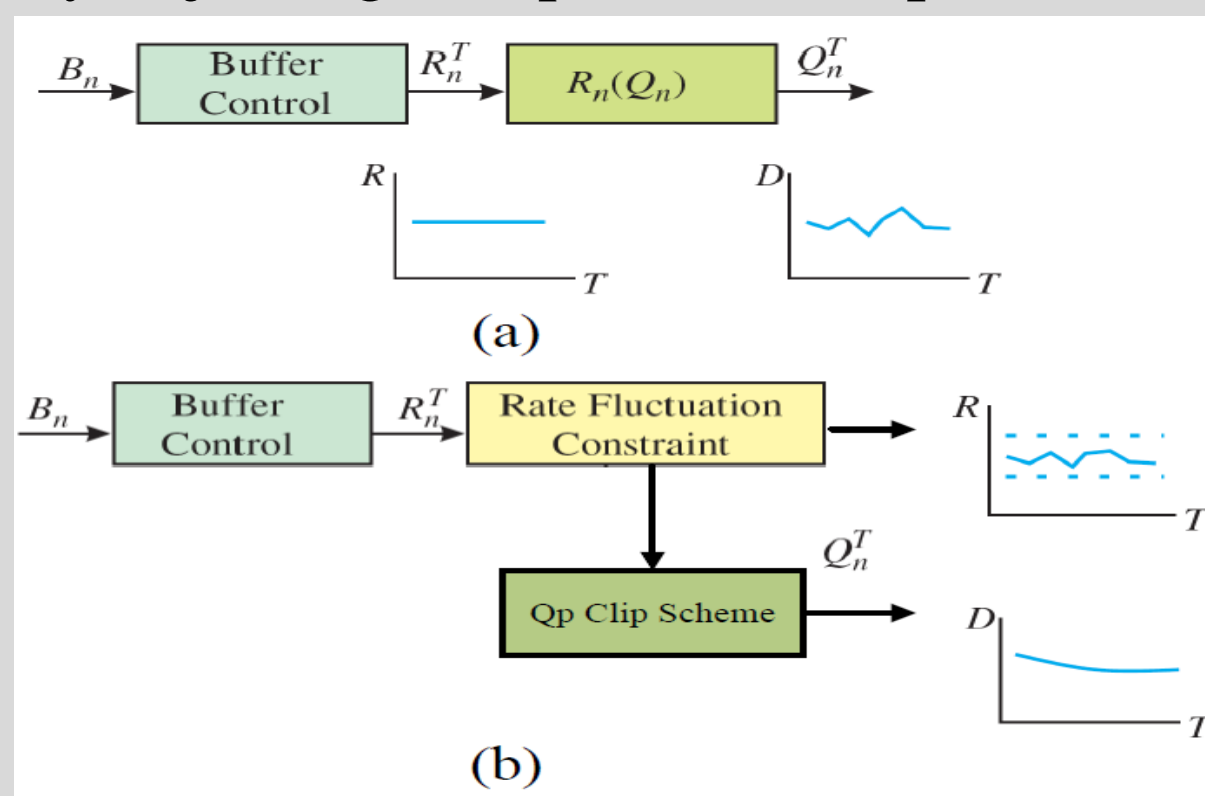 B_n
Buffer
Control
R_n^T
R_n(Q_n)
Q_n^T
R
T
D
T
(a)
B_n
Buffer
Control
R_n^T
Rate Fluctuation
Constraint
R
T
Qp Clip Scheme
Q_n^T
D
T
(b)